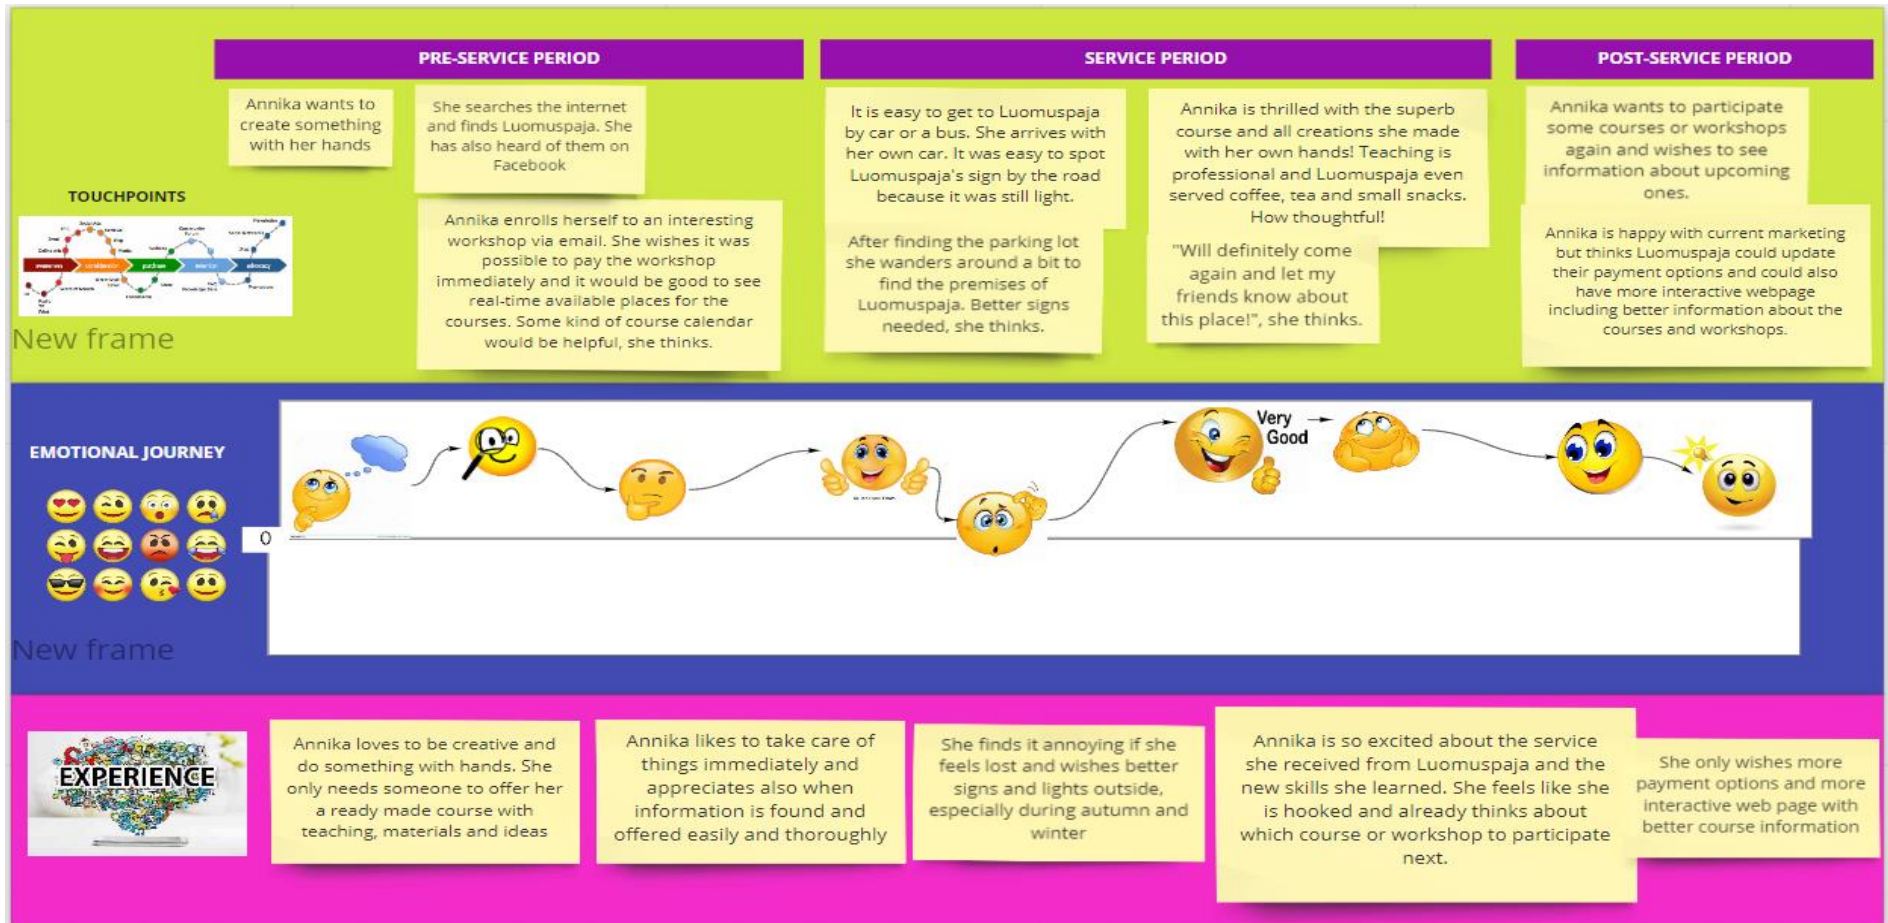 PRE-SERVICE PERIOD
SERVICE PERIOD
POST-SERVICE PERIOD
Annika wants to
create something
with her hands
She searches the internet
and finds Luomuspaja. She
has also heard of them on
Facebook
Annika enrolls herself to an interesting
workshop via email. She wishes it was
possible to pay the workshop
immediately and it would be good to see
real-time available places for the
courses. Some kind of course calendar
would be helpful, she thinks.
It is easy to get to Luomuspaja
by car or a bus. She arrives with
her own car. It was easy to spot
Luomuspaja's sign by the road
because it was still light.
After finding the parking lot
she wanders around a bit to
find the premises of
Luomuspaja. Better signs
needed, she thinks.
Annika is thrilled with the superb
course and all creations she made
with her own hands! Teaching is
professional and Luomuspaja even
served coffee, tea and small snacks.
How thoughtful!
"Will definitely come
again and let my
friends know about
this place!", she thinks.
Annika wants to participate
some courses or workshops
again and wishes to see
information about upcoming
ones.
Annika is happy with current marketing
but thinks Luomuspaja could update
their payment options and could also
have more interactive webpage
including better information about the
courses and workshops.
TOUCHPOINTS
awareness
purchase
advocacy
New frame
EMOTIONAL JOURNEY
Very
Good
0
New frame
EXPERIENCE
Annika loves to be creative and
do something with hands. She
only needs someone to offer her
a ready made course with
teaching, materials and ideas
Annika likes to take care of
things immediately and
appreciates also when
information is found and
offered easily and thoroughly
She finds it annoying if she
feels lost and wishes better
signs and lights outside,
especially during autumn and
winter
Annika is so excited about the service
she received from Luomuspaja and the
new skills she learned. She feels like she
is hooked and already thinks about
which course or workshop to participate
next.
She only wishes more
payment options and more
interactive web page with
better course information